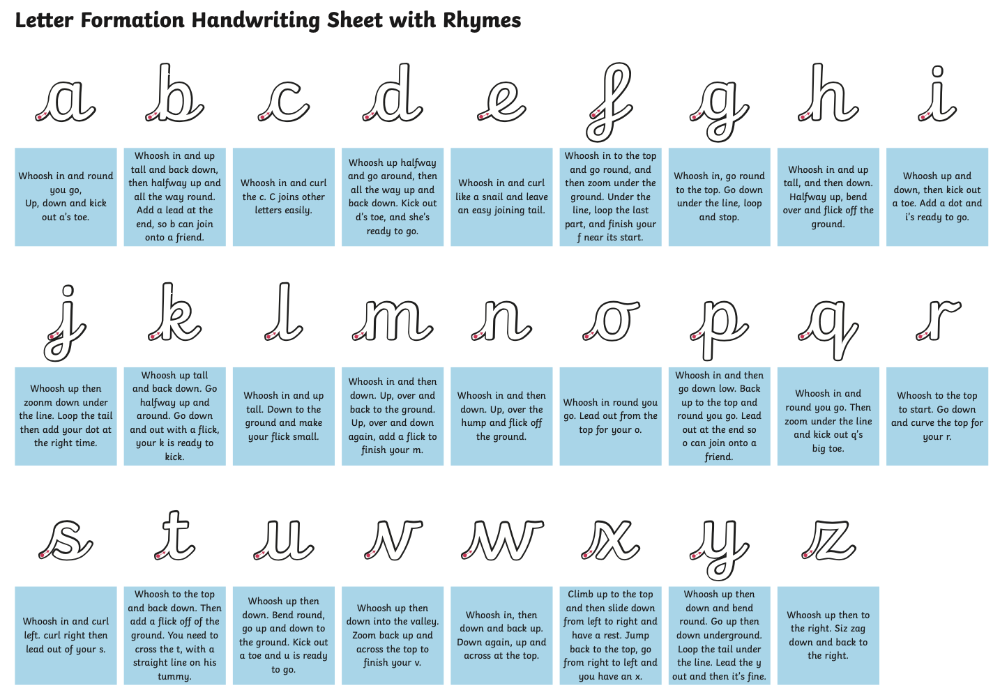 Letter Formation Handwriting Sheet with Rhymes
a
b
c
d
e
f
g
h
i
Whoosh in and round
you go,
Up, down and kick
out a's toe.
Whoosh in and up
tall and back down,
then halfway up and
all the way round.
Add a lead at the
end, so b can join
onto a friend.
Whoosh in and curl
the c. C joins other
letters easily.
Whoosh up halfway
and go around, then
all the way up and
back down. Kick out
d's toe, and she's
ready to go.
Whoosh in and curl
like a snail and leave
an easy joining tail.
Whoosh in to the top
and go round, and
then zoom under the
ground. Under the
line, loop the last
part, and finish your
f near its start.
Whoosh in, go round
to the top. Go down
under the line, loop
and stop.
Whoosh in and up
tall, and then down.
Halfway up, bend
over and flick off the
ground.
Whoosh up and
down, then kick out
a toe. Add a dot and
i's ready to go.
j
k
l
m
n
o
p
q
r
Whoosh up then
zoonm down under
the line. Loop the tail
then add your dot at
the right time.
Whoosh up tall
and back down. Go
halfway up and
around. Go down
and out with a flick,
your k is ready to
kick.
Whoosh in and up
tall. Down to the
ground and make
your flick small.
Whoosh in and then
down. Up, over and
back to the ground.
Up, over and down
again, add a flick to
finish your m.
Whoosh in and then
down. Up, over the
hump and flick off
the ground.
Whoosh in round you
go. Lead out from the
top for your o.
Whoosh in and then
go down low. Back
up to the top and
round you go. Lead
out at the end so
o can join onto a
friend.
Whoosh in and
round you go. Then
zoom under the line
and kick out q's
big toe.
Whoosh to the top
to start. Go down
and curve the top for
your r.
s
t
u
v
w
x
y
z
Whoosh in and curl
left. curl right then
lead out of your s.
Whoosh to the top
and back down. Then
add a flick off of the
ground. You need to
cross the t, with a
straight line on his
tummy.
Whoosh up then
down. Bend round,
go up and down to
the ground. Kick out
a toe and u is ready
to go.
Whoosh up then
down into the valley.
Zoom back up and
across the top to
finish your v.
Whoosh in, then
down and back up.
Down again, up and
across at the top.
Climb up to the top
and then slide down
from left to right and
have a rest. Jump
back to the top, go
from right to left and
you have an x.
Whoosh up then
down and bend
round. Go up then
down underground.
Loop the tail under
the line. Lead the y
out and then it's fine.
Whoosh up then to
the right. Siz zag
down and back to
the right.